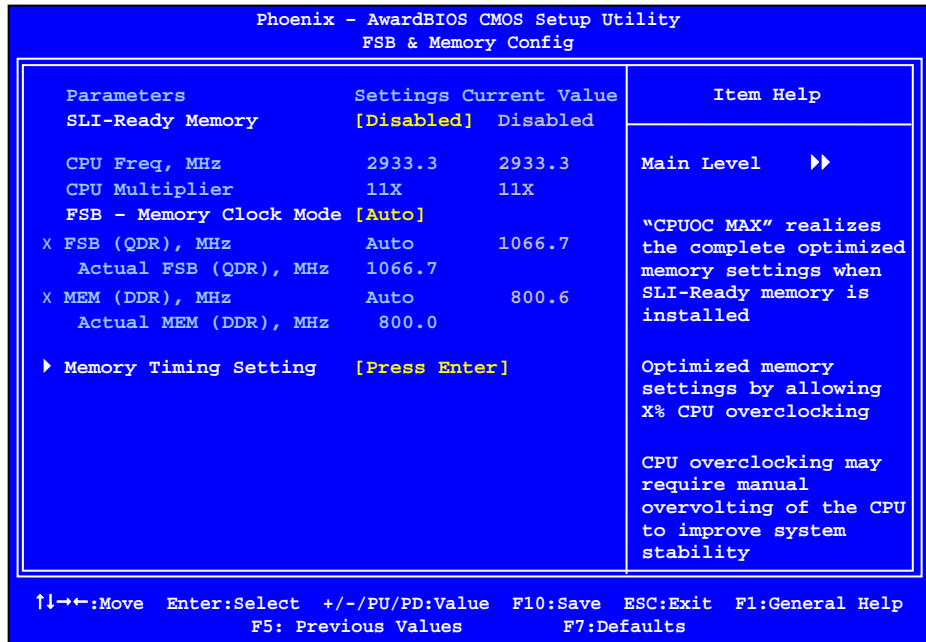 Phoenix – AwardBIOS CMOS Setup Utility
FSB & Memory Config
Parameters Settings Current Value
SLI-Ready Memory [Disabled] Disabled
CPU Freq, MHz 2933.3 2933.3
CPU Multiplier 11X 11X
FSB – Memory Clock Mode [Auto]
X FSB (QDR), MHz Auto 1066.7
Actual FSB (QDR), MHz 1066.7
X MEM (DDR), MHz Auto 800.6
Actual MEM (DDR), MHz 800.0
Memory Timing Setting [Press Enter]
Item Help
Main Level
“CPUOC MAX” realizes
the complete optimized
memory settings when
SLI-Ready memory is
installed
Optimized memory
settings by allowing
X% CPU overclocking
CPU overclocking may
require manual
overvolting of the CPU
to improve system
stability
↑↓→←:Move Enter:Select +/-/PU/PD:Value F10:Save ESC:Exit F1:General Help
F5: Previous Values F7:Defaults